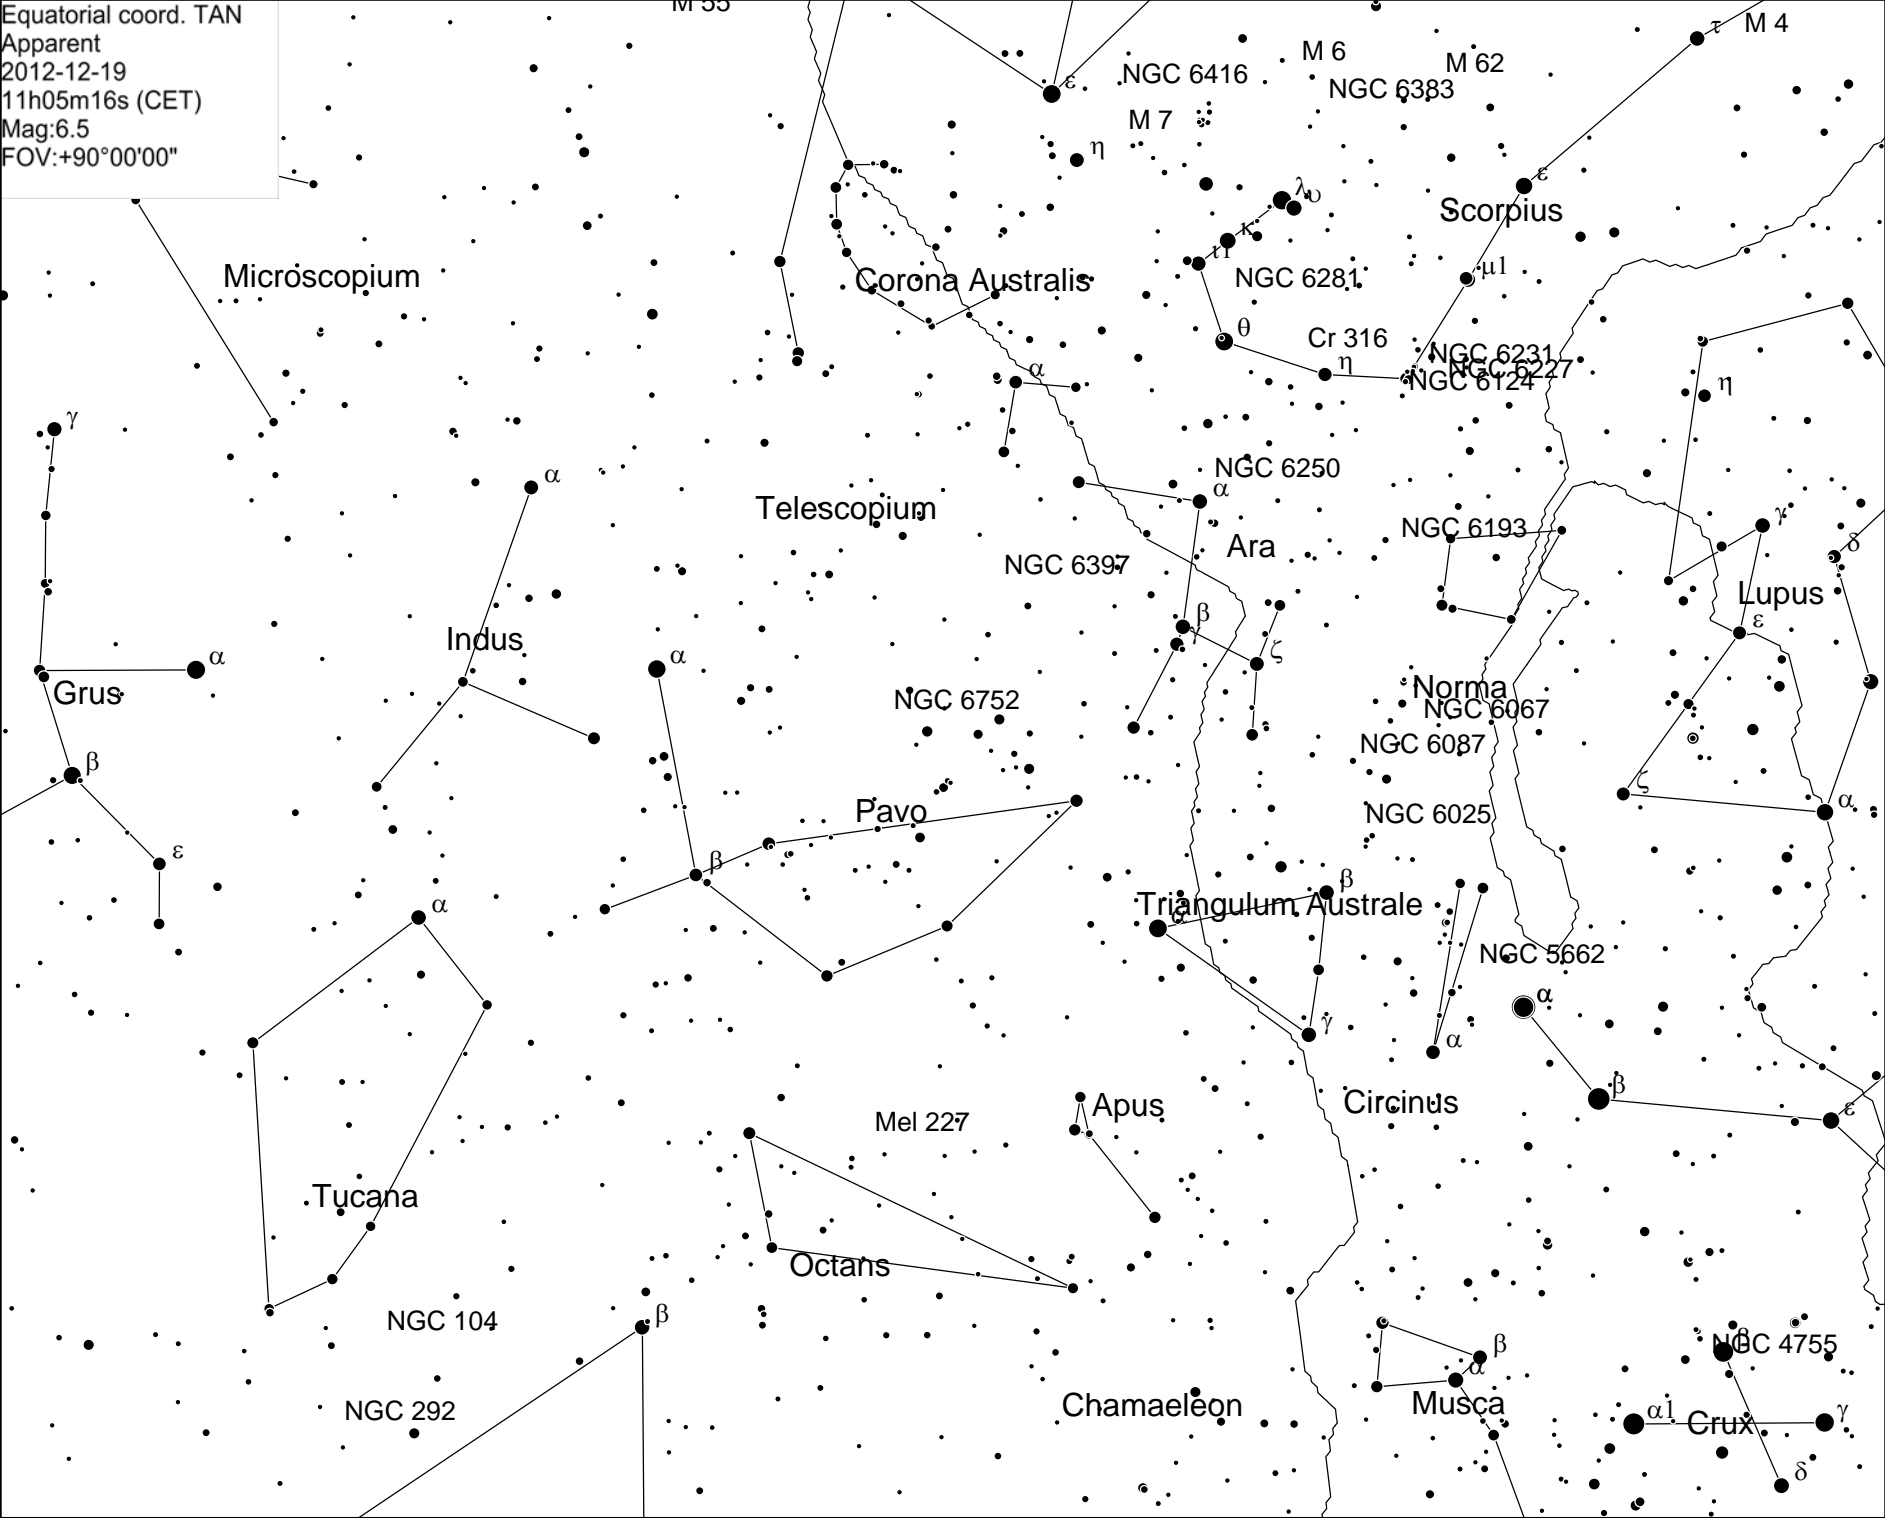 Equatorial coord. TAN
Apparent
2012-12-19
11h05m16s (CET)
Mag:6.5
FOV:+90°00'00"
M 55
τ M 4
M 6
M 62
ε
NGC 6416
NGC 6383
M 7
η
ε
λ υ
Scorpius
κ
ι1
μ1
Microscopium
Corona Australis
NGC 6281
θ
Cr 316
η
NGC 6231
NGC 6227
NGC 6124
α
η
γ
α
NGC 6250
α
Telescopium
γ
NGC 6193
Ara
δ
NGC 6397
Lupus
β
ε
γ
Indus
ζ
α
α
Grus
Norma
NGC 6752
NGC 6067
NGC 6087
β
ζ
α
Pavo
NGC 6025
ε
β
β
α
Triangulum Australe
α
NGC 5662
α
γ
α
β
Apus
Circinus
ε
Mel 227
Tucana
Octans
NGC 104
β
β
β
NGC 4755
α
Chamaeleon
Musca
NGC 292
α1
Crux
γ
δ